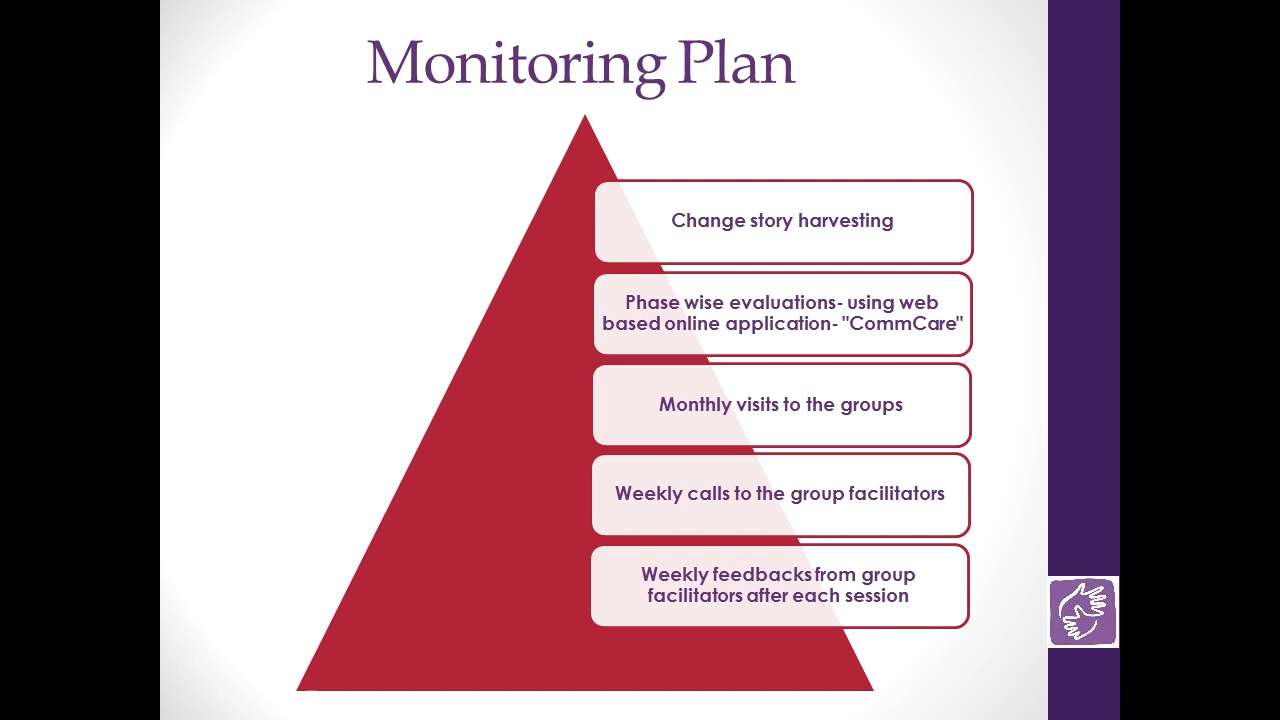 Monitoring Plan
Change story harvesting
Phase wise evaluations- using web
based online application- "CommCare"
Monthly visits to the groups
Weekly calls to the group facilitators
Weekly feedbacks from group
facilitators after each session